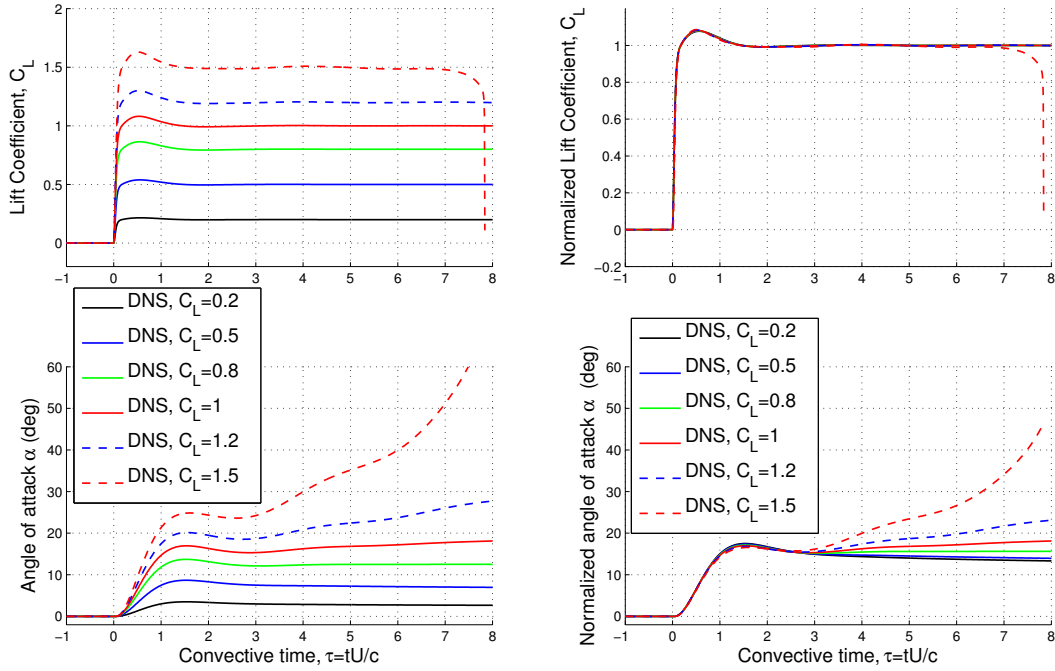 2
1.5
1
0.5
0
−1 0 1 2 3 4 5 6 7 8
Lift Coefficient, C_L
1.2
1
0.8
0.6
0.4
0.2
0
−0.2
−1 0 1 2 3 4 5 6 7 8
Normalized Lift Coefficient, C_L
DNS, C_L=0.2
DNS, C_L=0.5
DNS, C_L=0.8
DNS, C_L=1
DNS, C_L=1.2
DNS, C_L=1.5
60
50
40
30
20
10
0
−1 0 1 2 3 4 5 6 7 8
Angle of attack α (deg)
Convective time, τ=tU/c
DNS, C_L=0.2
DNS, C_L=0.5
DNS, C_L=0.8
DNS, C_L=1
DNS, C_L=1.2
DNS, C_L=1.5
60
50
40
30
20
10
0
−1 0 1 2 3 4 5 6 7 8
Normalized angle of attack α (deg)
Convective time, τ=tU/c